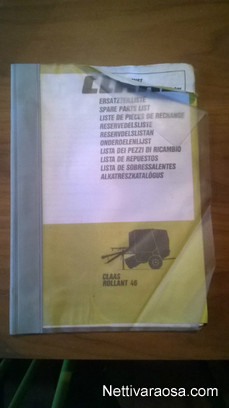 CLAAS
ERSATZTEILLISTE
SPARE PARTS LIST
LISTE DE PIECES DE RECHANGE
RESERVEDELSLISTE
RESERVDELSLISTAN
ONDERDELENLIJST
LISTA DEI PEZZI DI RICAMBIO
LISTA DE REPUESTOS
LISTA DE SOBRESSALENTES
ALKATRÉSZKATALÓGUS
CLAAS
ROLLANT 46
Nettivaraosa.com